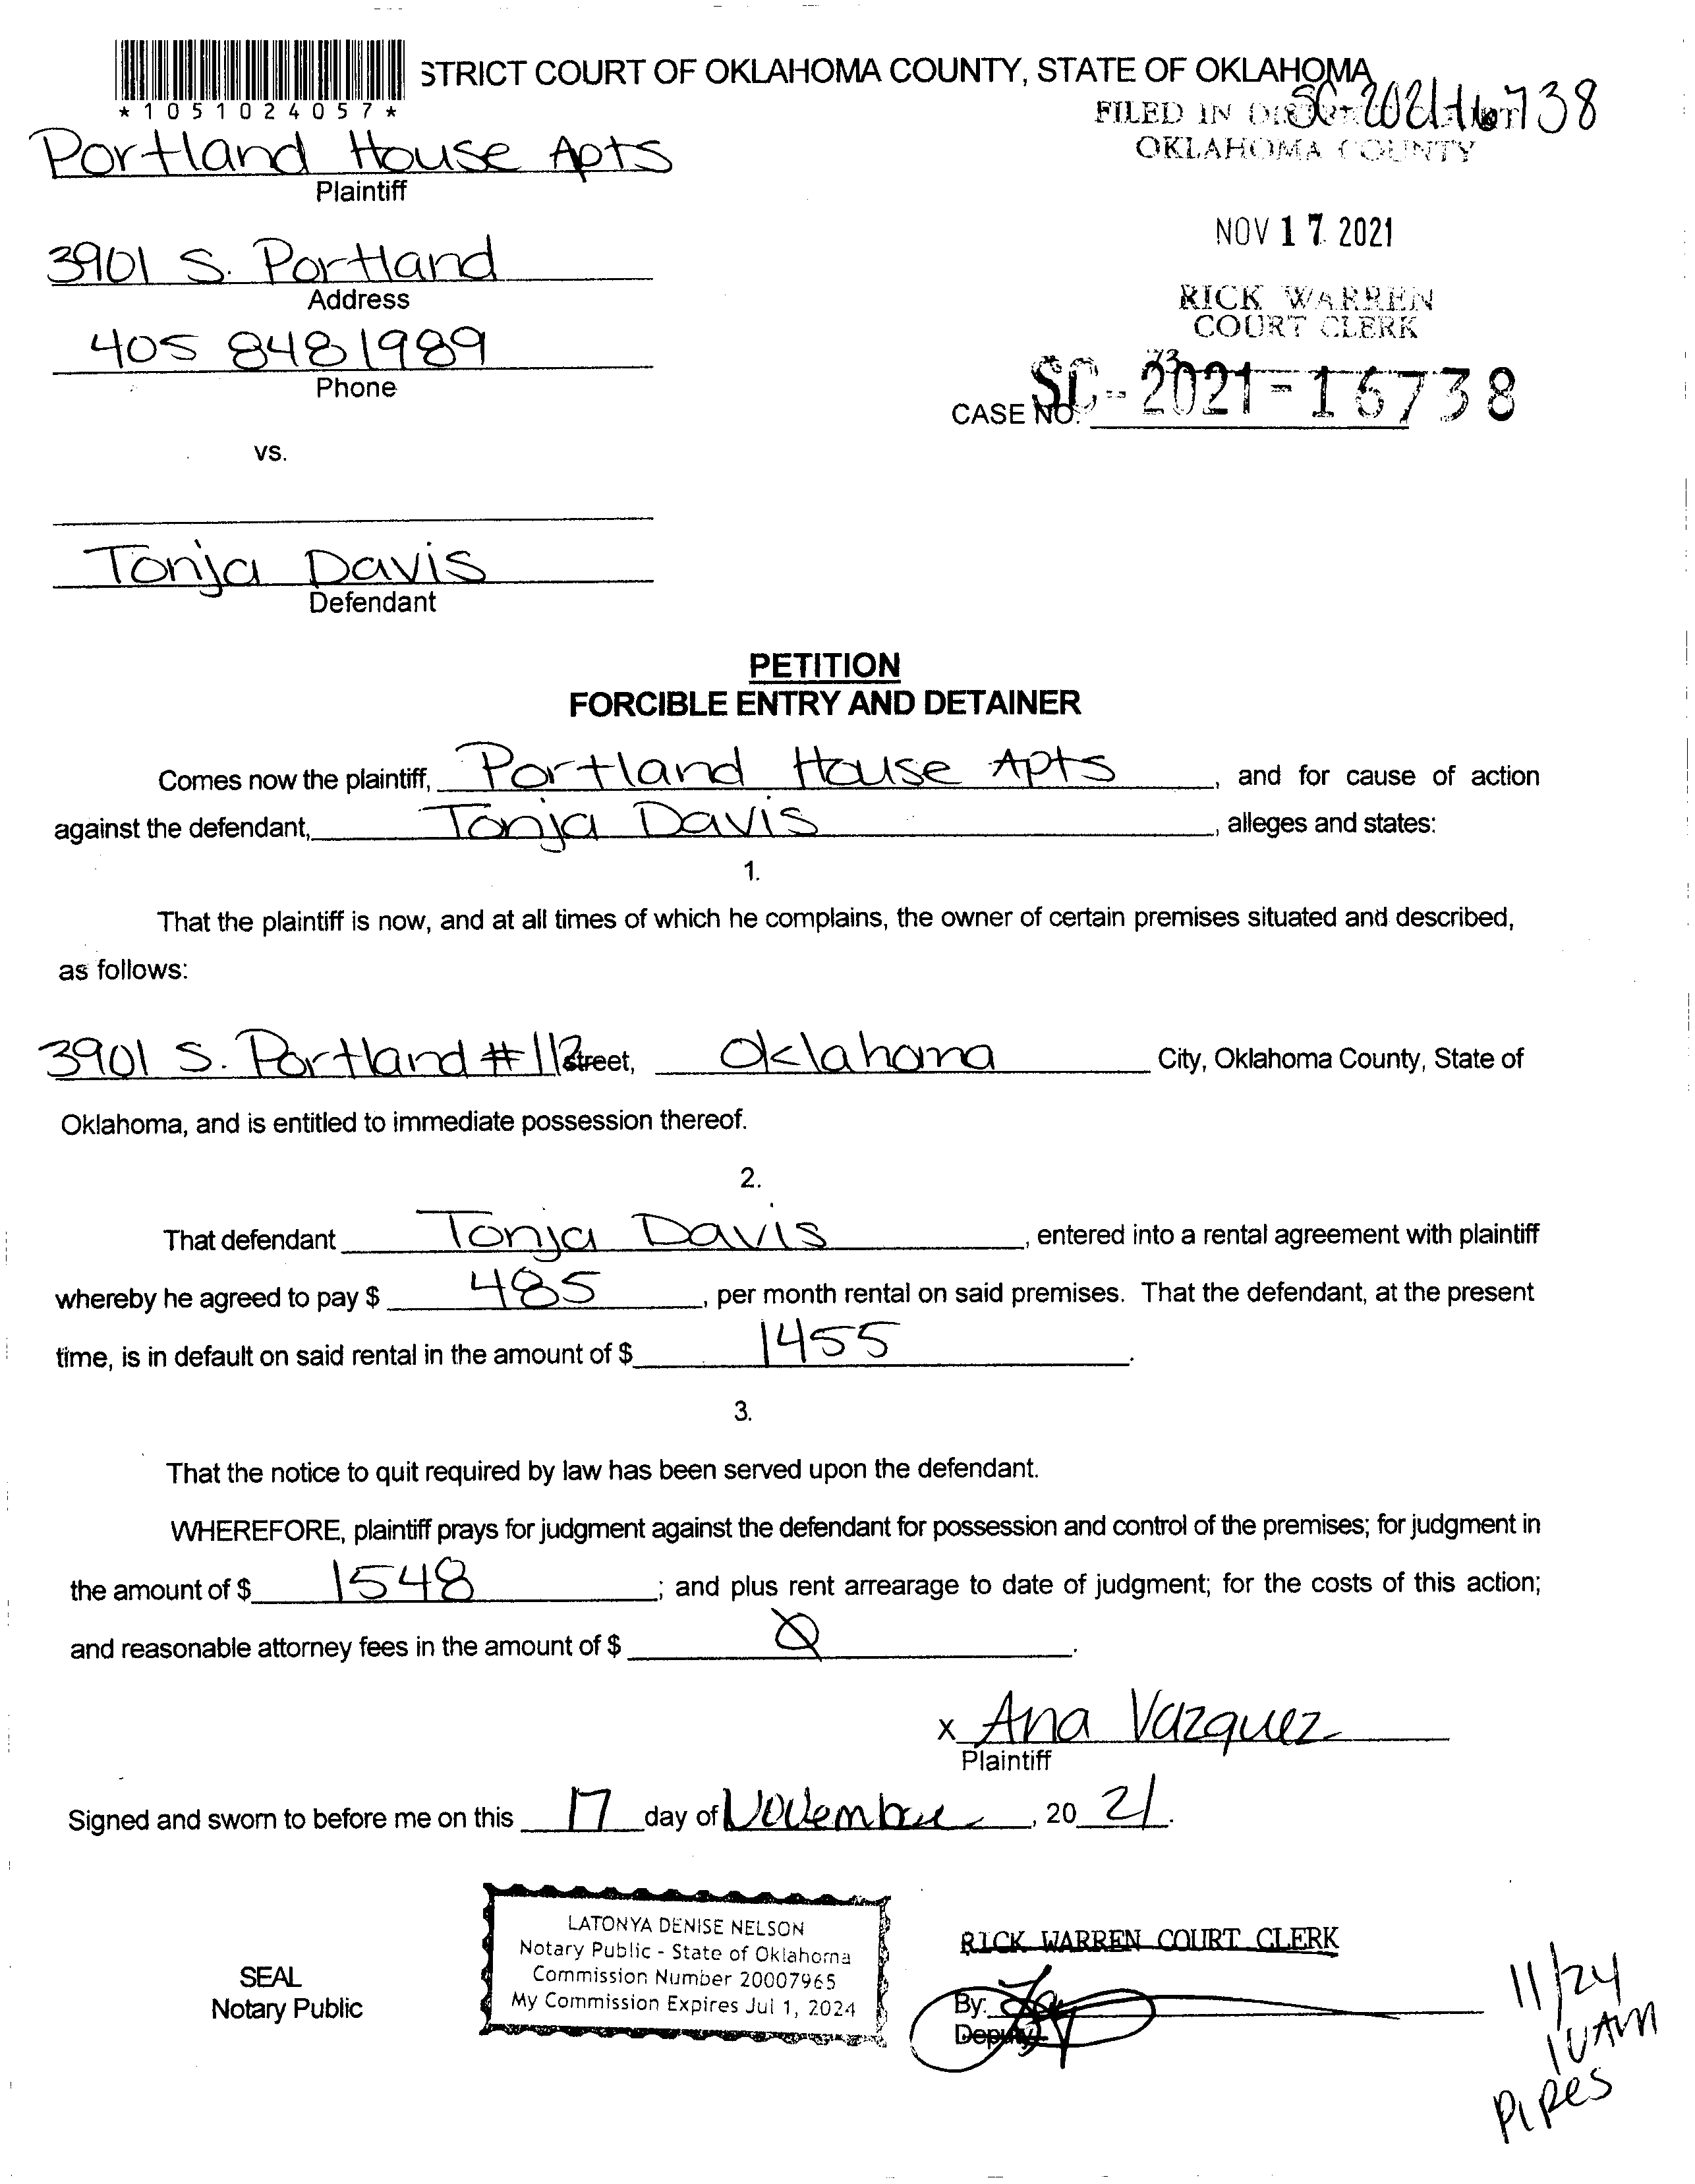 STRICT COURT OF OKLAHOMA COUNTY, STATE OF OKLAHOMA
*1051024057*
SC-2021-16738
FILED IN DISTRICT COURT
OKLAHOMA COUNTY
Portland House Apts
Plaintiff
NOV 17 2021
3901 S. Portland
Address
RICK WARREN
COURT CLERK
405 848 1989
Phone
73
CASE NO. SC-2021-16738
vs.
Tonja Davis
Defendant
PETITION
FORCIBLE ENTRY AND DETAINER
Comes now the plaintiff, Portland House Apts, and for cause of action
against the defendant, Tonja Davis, alleges and states:
1.
That the plaintiff is now, and at all times of which he complains, the owner of certain premises situated and described,
as follows:
3901 S. Portland #112 street, Oklahoma City, Oklahoma County, State of
Oklahoma, and is entitled to immediate possession thereof.
2.
That defendant Tonja Davis, entered into a rental agreement with plaintiff
whereby he agreed to pay $ 485, per month rental on said premises. That the defendant, at the present
time, is in default on said rental in the amount of $ 1455.
3.
That the notice to quit required by law has been served upon the defendant.
WHEREFORE, plaintiff prays for judgment against the defendant for possession and control of the premises; for judgment in
the amount of $ 1548; and plus rent arrearage to date of judgment; for the costs of this action;
and reasonable attorney fees in the amount of $ Ø.
x Ana Vazquez
Plaintiff
Signed and sworn to before me on this 17 day of November, 20 21.
LATONYA DENISE NELSON
Notary Public - State of Oklahoma
Commission Number 20007965
My Commission Expires Jul 1, 2024
SEAL
Notary Public
RICK WARREN COURT CLERK
By:
Deputy
11/24
10AM
PIPES